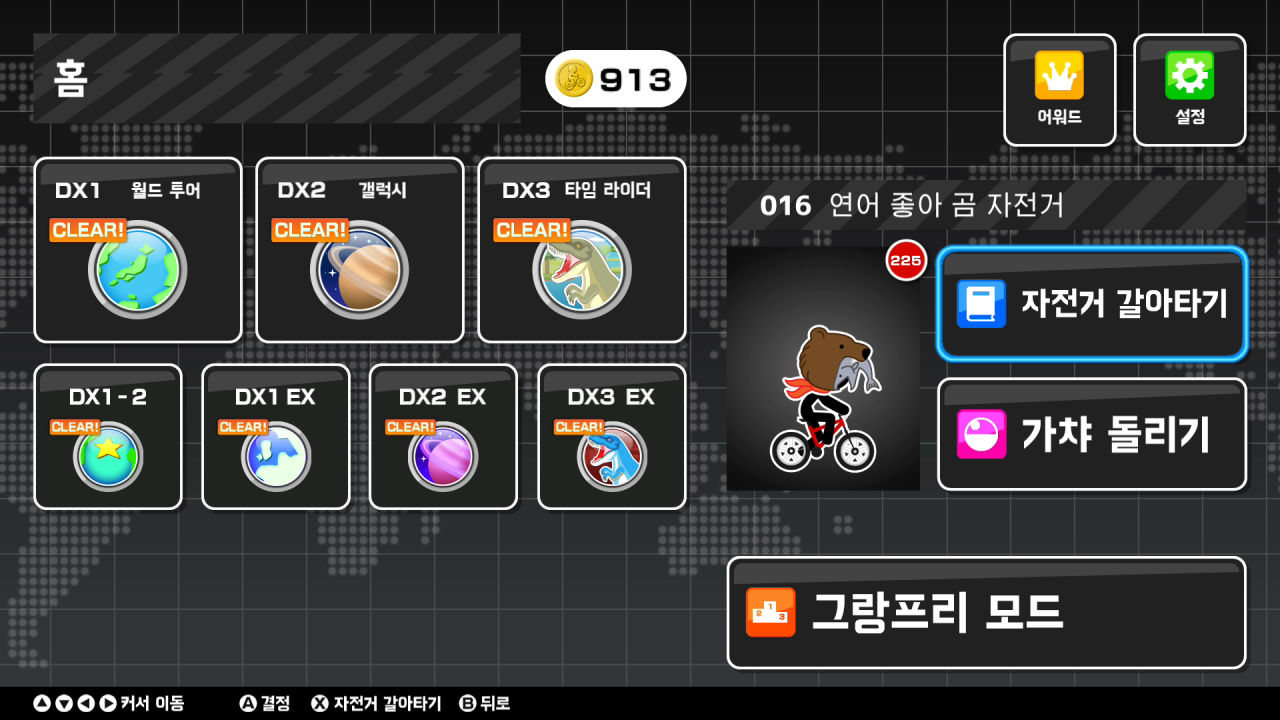 홈
913
어워드
설정
DX1 월드 투어
CLEAR!
DX2 갤럭시
CLEAR!
DX3 타임 라이더
CLEAR!
DX1-2
CLEAR!
DX1 EX
CLEAR!
DX2 EX
CLEAR!
DX3 EX
CLEAR!
016 연어 좋아 곰 자전거
225
자전거 갈아타기
가챠 돌리기
2 1 3
그랑프리 모드
커서 이동 A 결정 X 자전거 갈아타기 B 뒤로